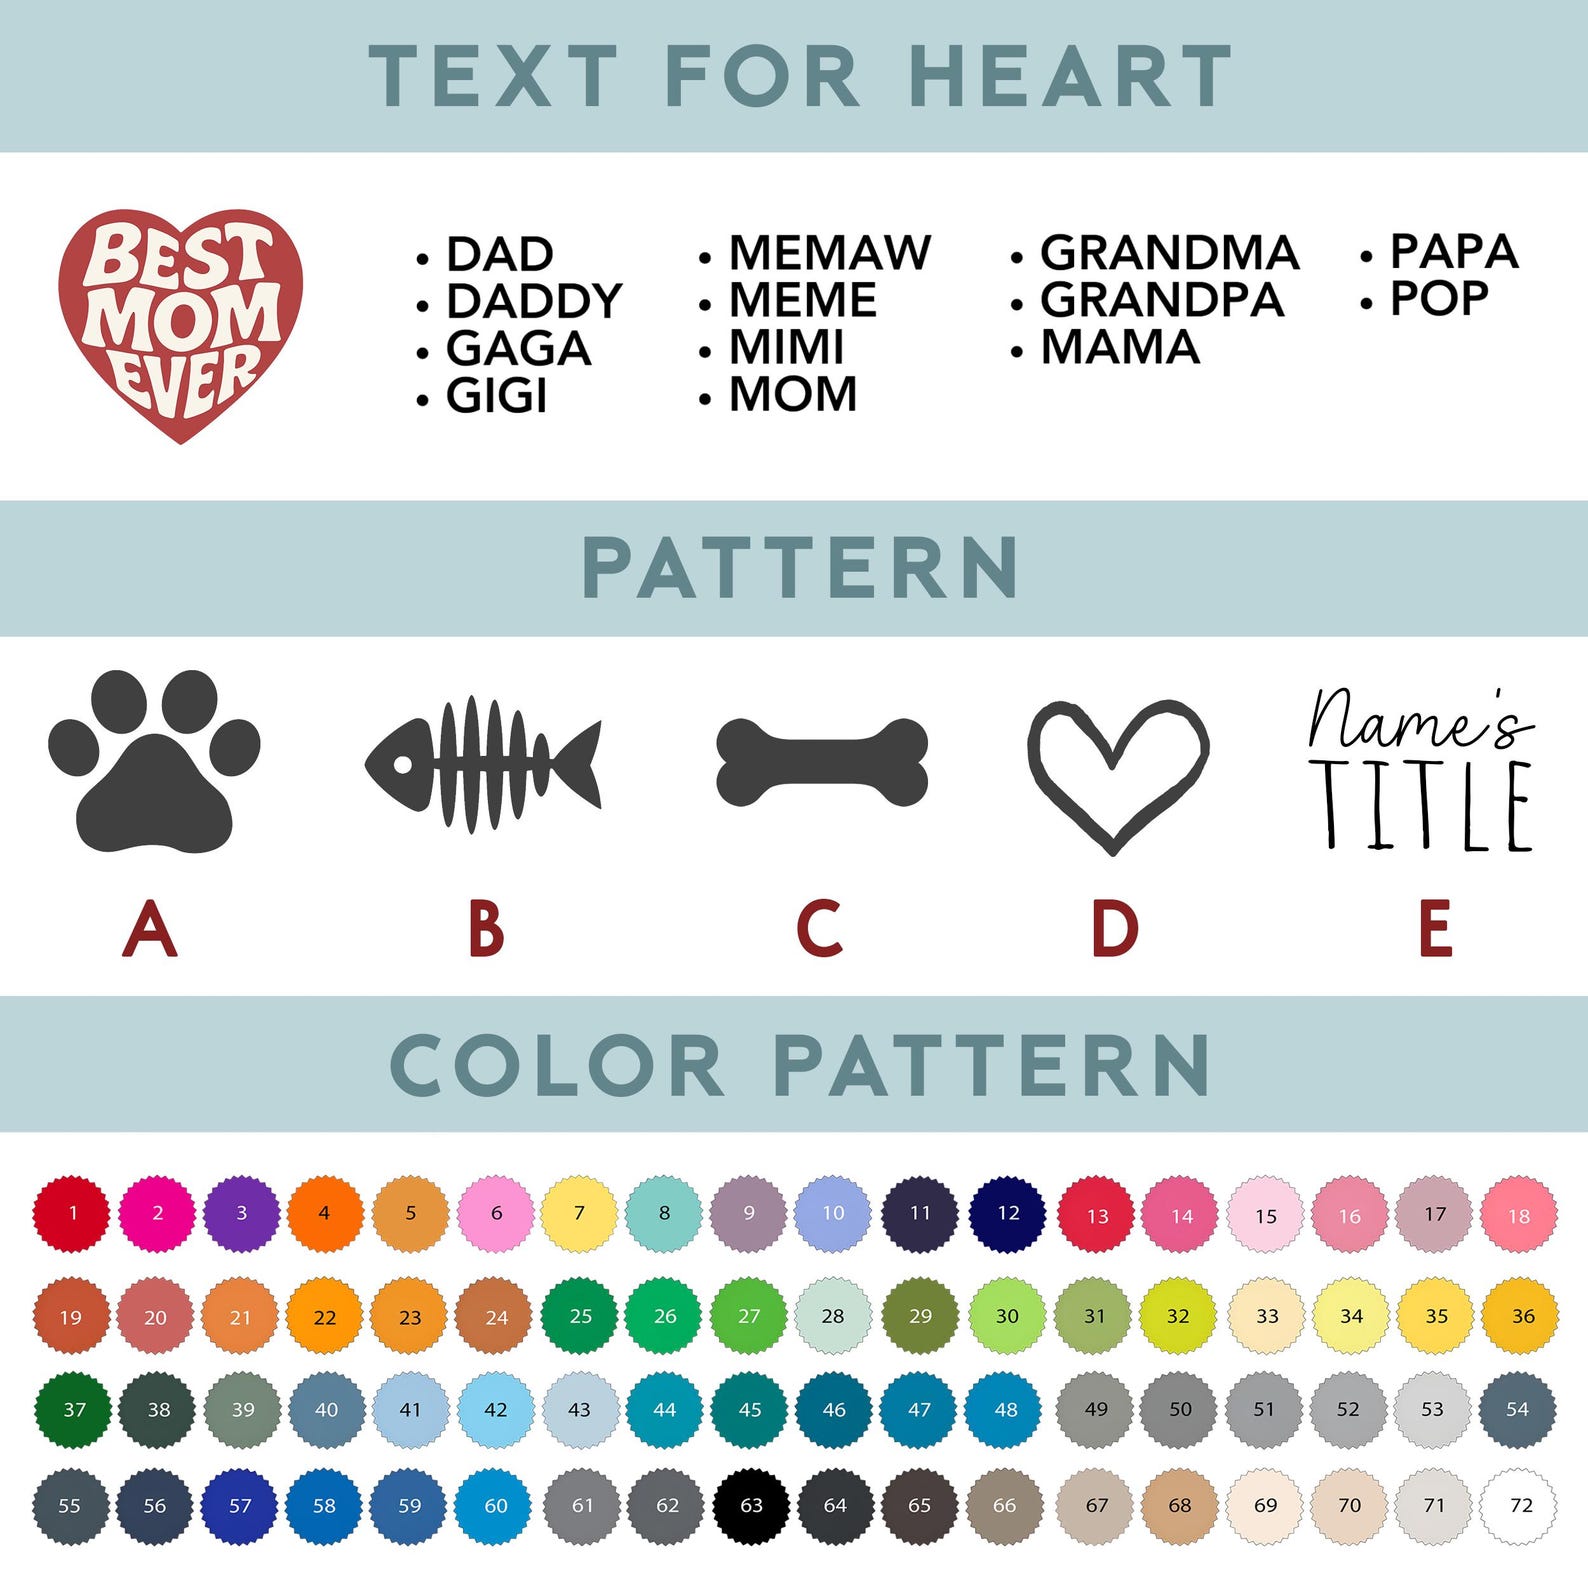 TEXT FOR HEART
BEST
MOM
EVER
• DAD
• DADDY
• GAGA
• GIGI
• MEMAW
• MEME
• MIMI
• MOM
• GRANDMA
• GRANDPA
• MAMA
• PAPA
• POP
PATTERN
Name's
TITLE
A B C D E
COLOR PATTERN
1 2 3 4 5 6 7 8 9 10 11 12 13 14 15 16 17 18
19 20 21 22 23 24 25 26 27 28 29 30 31 32 33 34 35 36
37 38 39 40 41 42 43 44 45 46 47 48 49 50 51 52 53 54
55 56 57 58 59 60 61 62 63 64 65 66 67 68 69 70 71 72